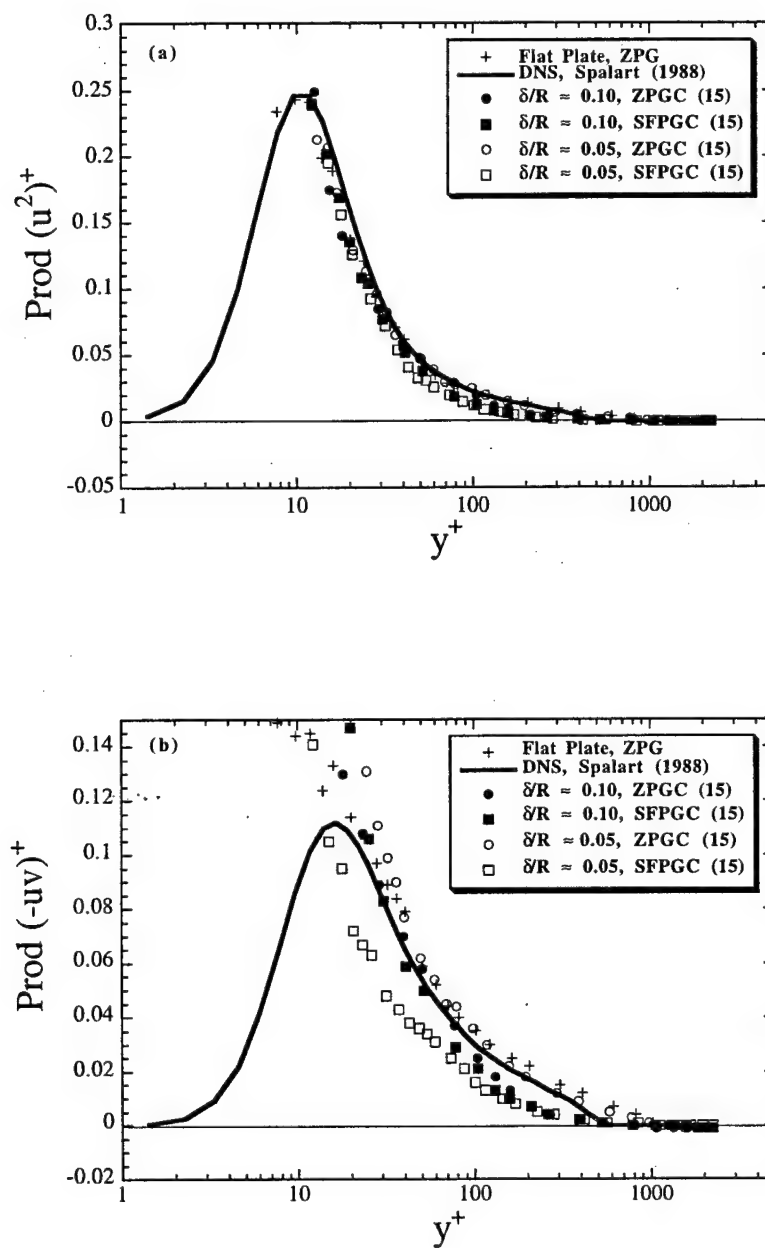 0.3
(a)
Flat Plate, ZPG
DNS, Spalart (1988)
δ/R ≈ 0.10, ZPGC (15)
δ/R ≈ 0.10, SFPGC (15)
δ/R ≈ 0.05, ZPGC (15)
δ/R ≈ 0.05, SFPGC (15)
0.25
0.2
0.15
0.1
0.05
0
-0.05
Prod (u²)⁺
1
10
100
1000
y⁺
(b)
Flat Plate, ZPG
DNS, Spalart (1988)
δ/R ≈ 0.10, ZPGC (15)
δ/R ≈ 0.10, SFPGC (15)
δ/R ≈0.05, ZPGC (15)
δ/R ≈ 0.05, SFPGC (15)
0.14
0.12
0.1
0.08
0.06
0.04
0.02
0
-0.02
Prod (-uv)⁺
1
10
100
1000
y⁺